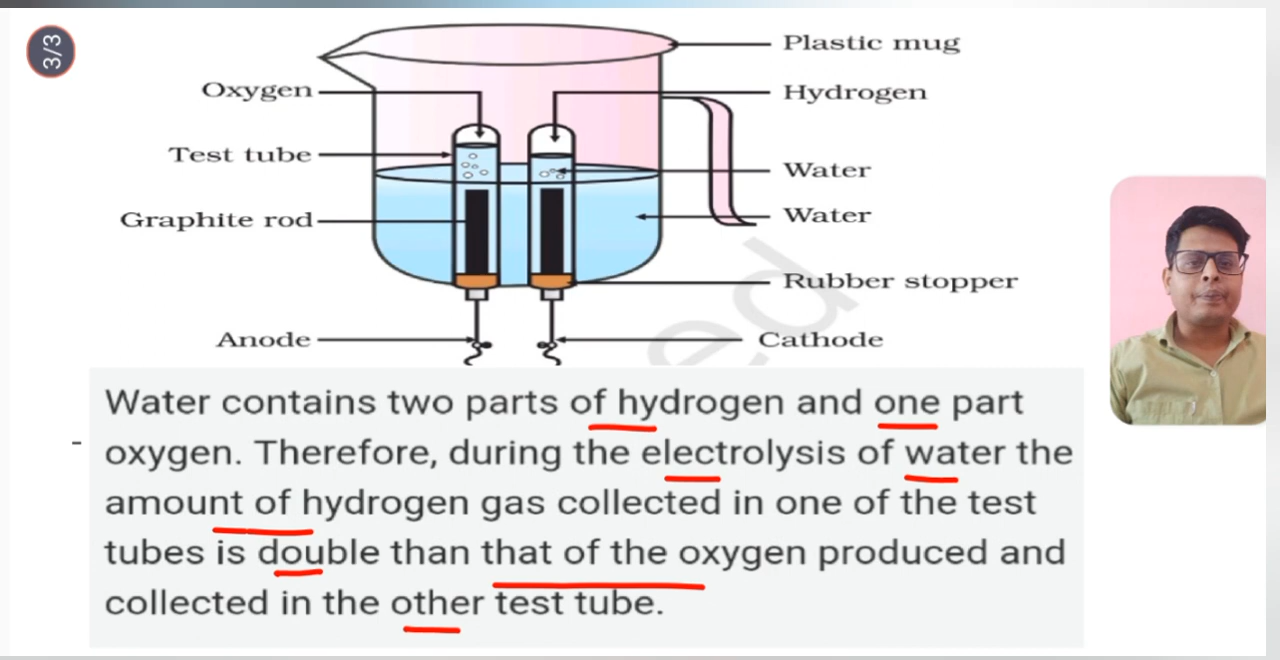 3/3
Plastic mug
Oxygen
Hydrogen
Test tube
Water
Graphite rod
Water
Rubber stopper
Anode
Cathode
Water contains two parts of hydrogen and one part
oxygen. Therefore, during the electrolysis of water the
amount of hydrogen gas collected in one of the test
tubes is double than that of the oxygen produced and
collected in the other test tube.